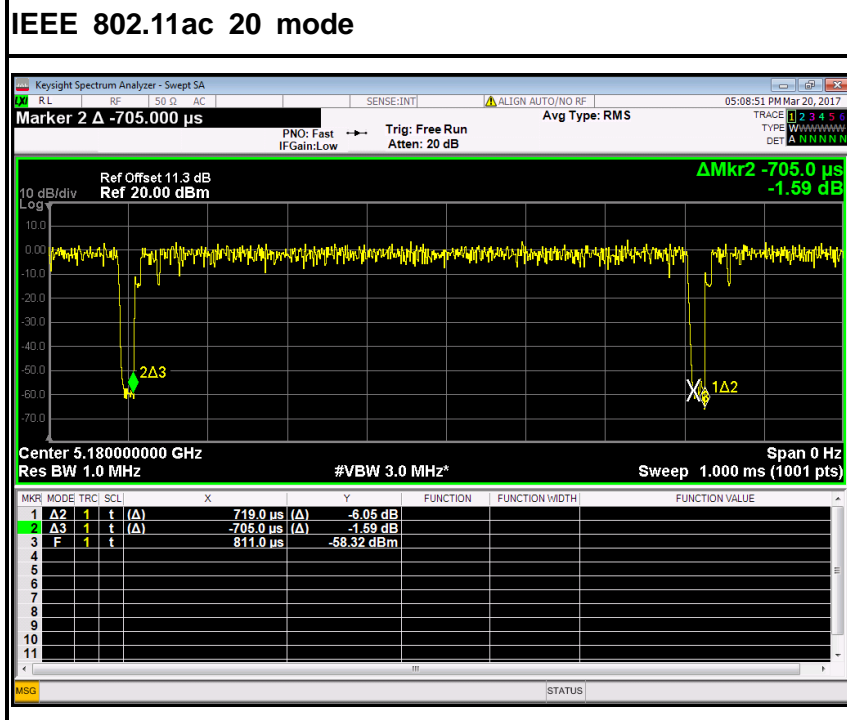 IEEE 802.11ac 20 mode
Keysight Spectrum Analyzer - Swept SA
LXI RL RF 50 Ω AC SENSE:INT ALIGN AUTO/NO RF 05:08:51 PM Mar 20, 2017
Marker 2 Δ -705.000 µs
Avg Type: RMS
TRACE 1 2 3 4 5 6
PNO: Fast Trig: Free Run TYPE WWWWWW
IFGain:Low Atten: 20 dB DET A N N N N N
ΔMkr2 -705.0 µs
-1.59 dB
Ref Offset 11.3 dB
10 dB/div Ref 20.00 dBm
Log
10.0
0.00
-10.0
-20.0
-30.0
-40.0
-50.0
2Δ3
-60.0
1Δ2
-70.0
Center 5.180000000 GHz Span 0 Hz
Res BW 1.0 MHz #VBW 3.0 MHz* Sweep 1.000 ms (1001 pts)
MKR MODE TRC SCL X Y FUNCTION FUNCTION WIDTH FUNCTION VALUE
1 Δ2 1 t (Δ) 719.0 µs (Δ) -6.05 dB
2 Δ3 1 t (Δ) -705.0 µs (Δ) -1.59 dB
3 F 1 t 811.0 µs -58.32 dBm
4
5
6
7
8
9
10
11
MSG STATUS